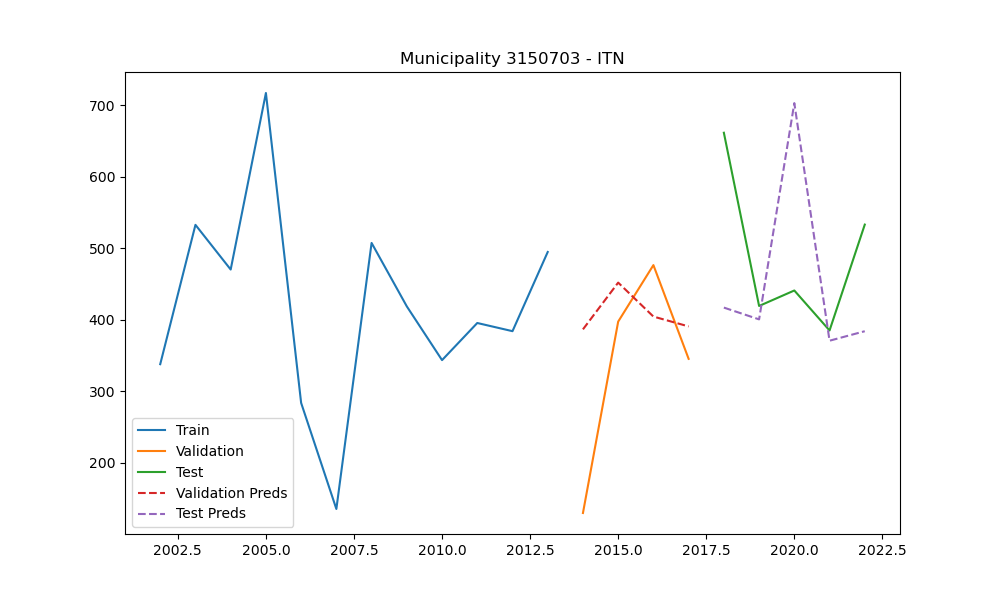 Municipality 3150703 - ITN
700
600
500
400
300
200
Train
Validation
Test
Validation Preds
Test Preds
2002.5 2005.0 2007.5 2010.0 2012.5 2015.0 2017.5 2020.0 2022.5